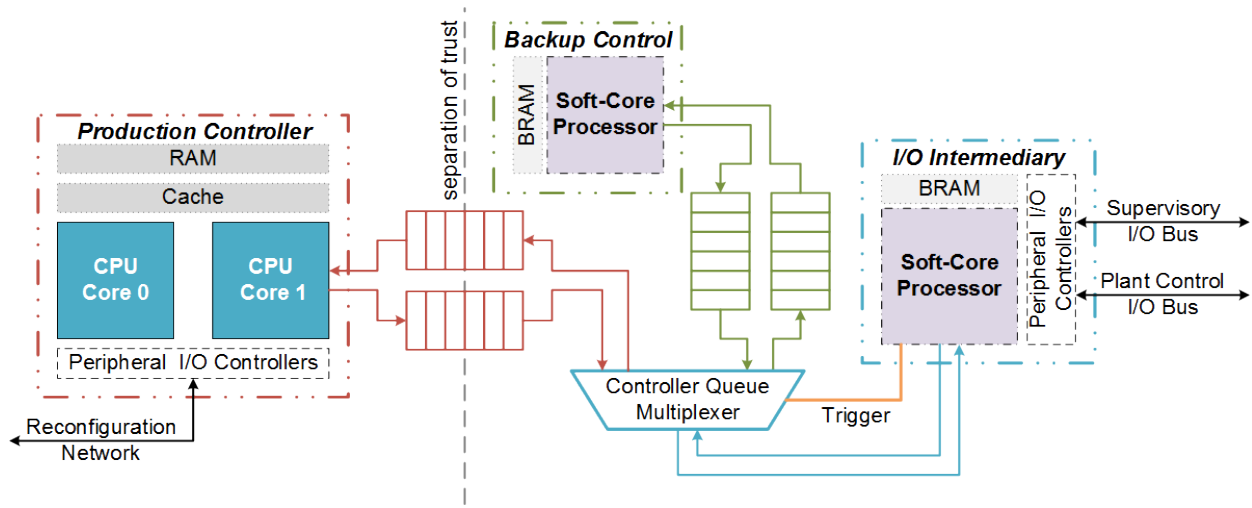 separation of trust
Backup Control
BRAM
Soft-Core
Processor
Production Controller
RAM
Cache
CPU
Core 0
CPU
Core 1
Peripheral I/O Controllers
Reconfiguration
Network
I/O Intermediary
BRAM
Soft-Core
Processor
Peripheral I/O
Controllers
Supervisory
I/O Bus
Plant Control
I/O Bus
Controller Queue
Multiplexer
Trigger